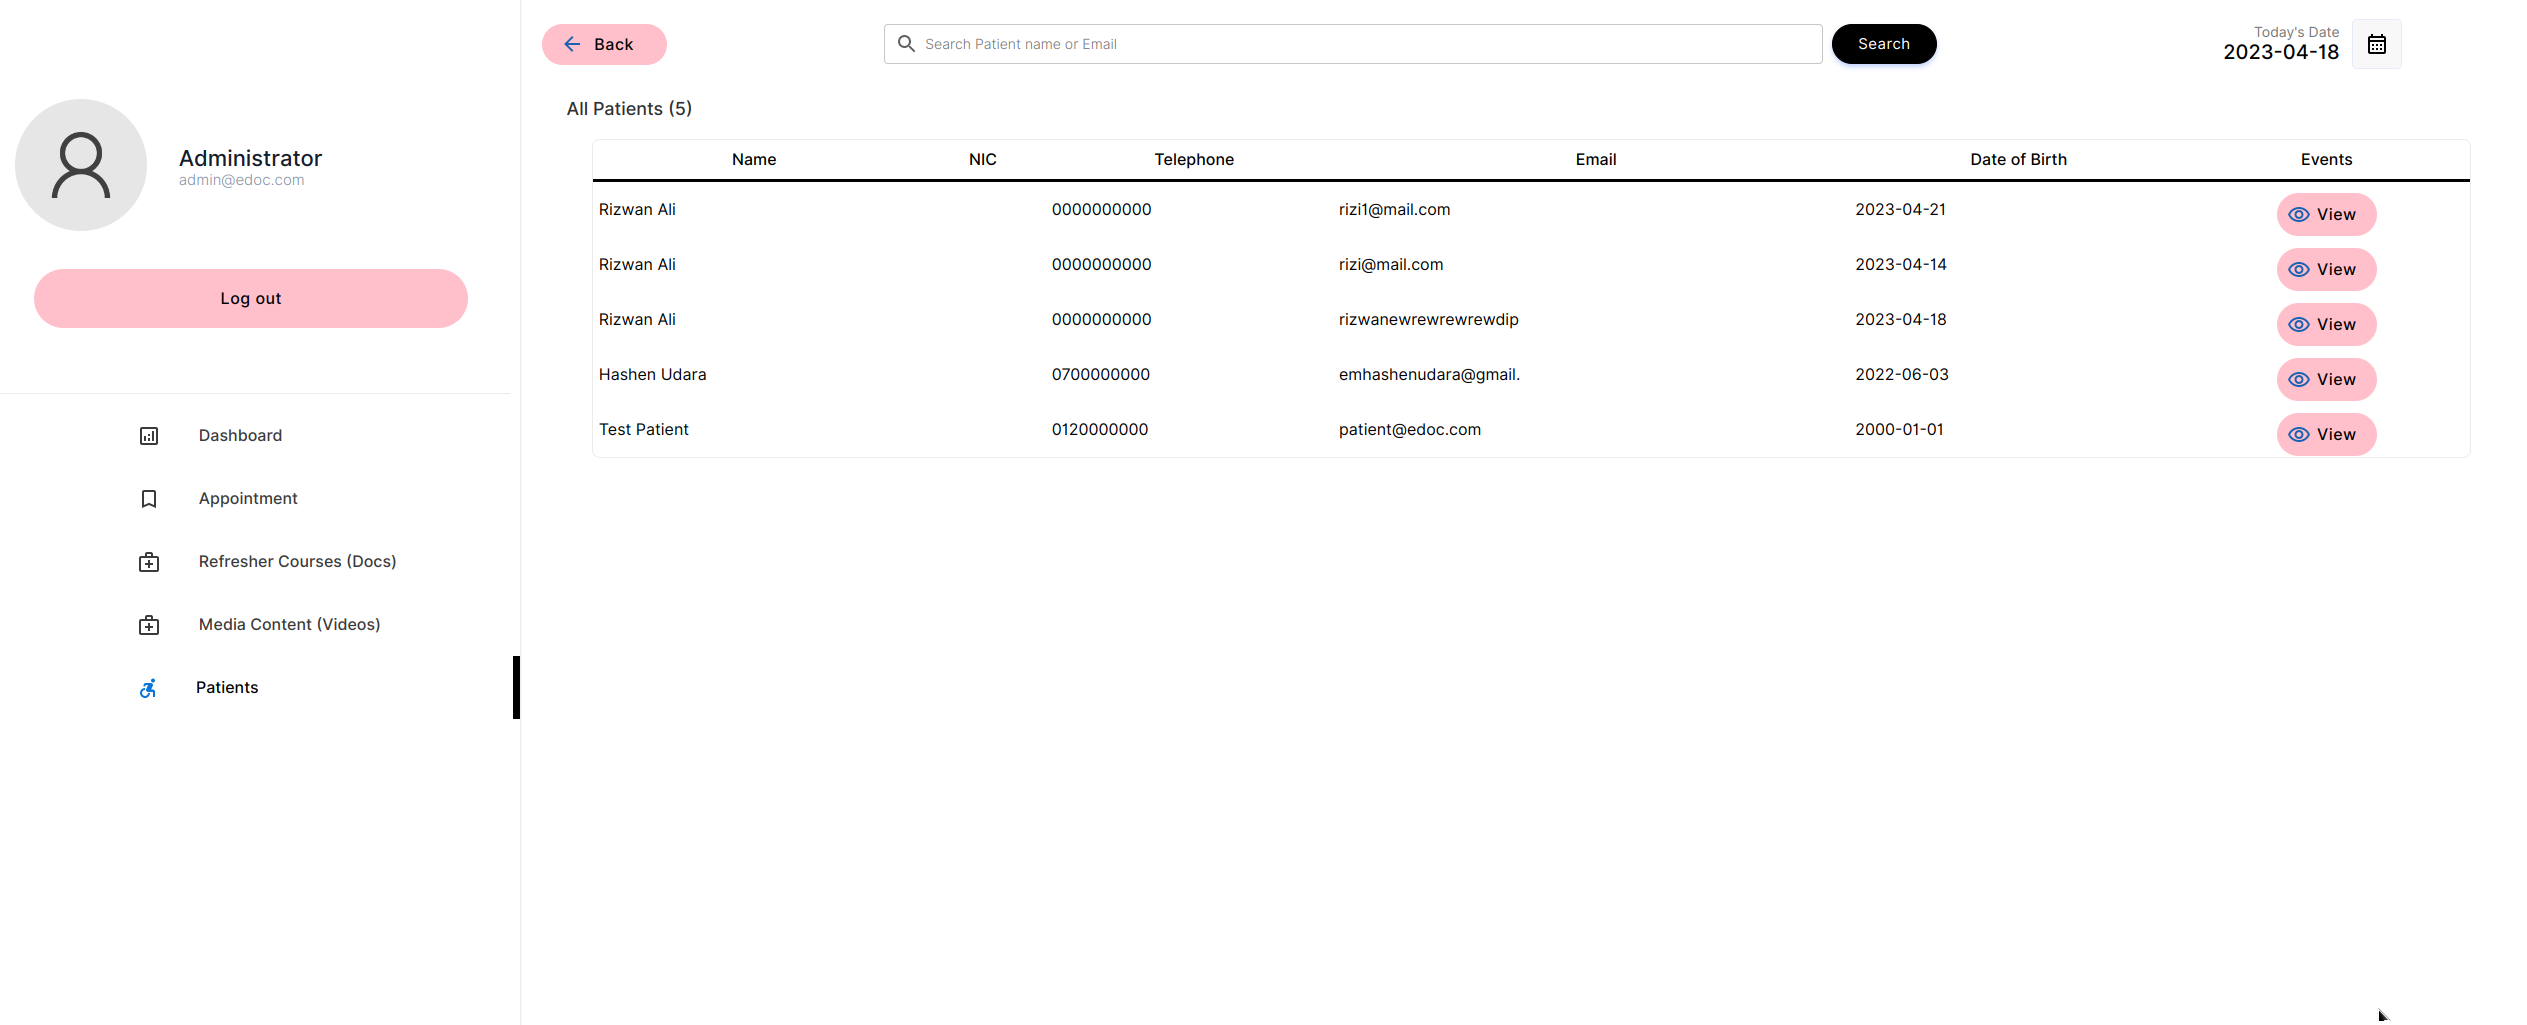 Administrator
admin@edoc.com
Log out
Dashboard
Appointment
Refresher Courses (Docs)
Media Content (Videos)
Patients
Back
Search Patient name or Email
Search
Today's Date
2023-04-18
All Patients (5)
Name NIC Telephone Email Date of Birth Events
Rizwan Ali 0000000000 rizi1@mail.com 2023-04-21 View
Rizwan Ali 0000000000 rizi@mail.com 2023-04-14 View
Rizwan Ali 0000000000 rizwanewrewrewrewdip 2023-04-18 View
Hashen Udara 0700000000 emhashenudara@gmail. 2022-06-03 View
Test Patient 0120000000 patient@edoc.com 2000-01-01 View